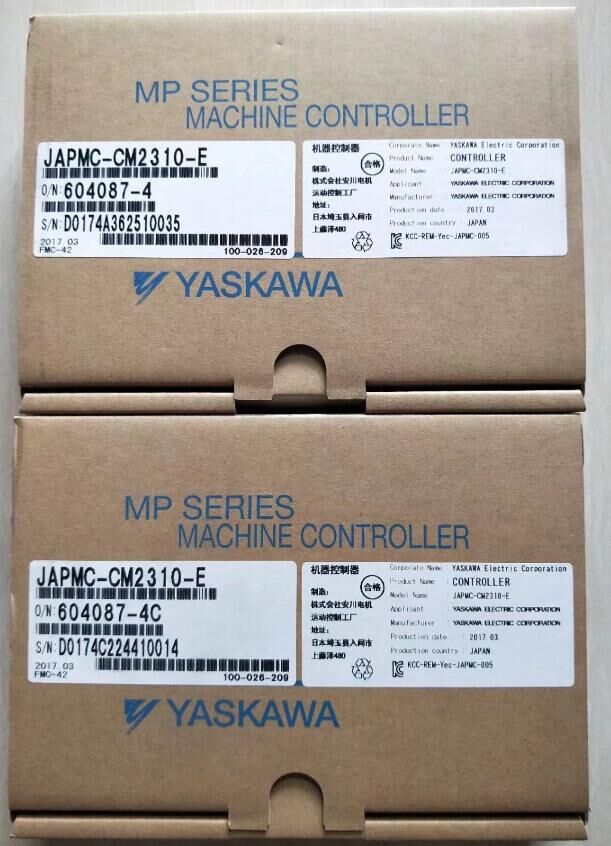 MP SERIES
MACHINE CONTROLLER
JAPMC-CM2310-E
O/N: 604087-4
S/N: D0174A362510035
2017.03
FMC-42
100-026-209
机器控制器
合格
制造:
株式会社安川电机
运动控制工厂
地址:
日本埼玉县入间市
上藤泽480
Corporate Name : YASKAWA Electric Corporation
Product Name : CONTROLLER
Model Name : JAPMC-CM2310-E
Applicant : YASKAWA ELECTRIC CORPORATION
Manufacturer : YASKAWA ELECTRIC CORPORATION
Production date : 2017.03
Production country : JAPAN
KCC-REM-Yec-JAPMC-005
YASKAWA
MP SERIES
MACHINE CONTROLLER
JAPMC-CM2310-E
O/N: 604087-4C
S/N: D0174C224410014
2017.03
FMC-42
100-026-209
机器控制器
合格
制造:
株式会社安川电机
运动控制工厂
地址:
日本埼玉县入间市
上藤泽480
Corporate Name : YASKAWA Electric Corporation
Product Name : CONTROLLER
Model Name : JAPMC-CM2310-E
Applicant : YASKAWA ELECTRIC CORPORATION
Manufacturer : YASKAWA ELECTRIC CORPORATION
Production date : 2017.03
Production country : JAPAN
KCC-REM-Yec-JAPMC-005
YASKAWA